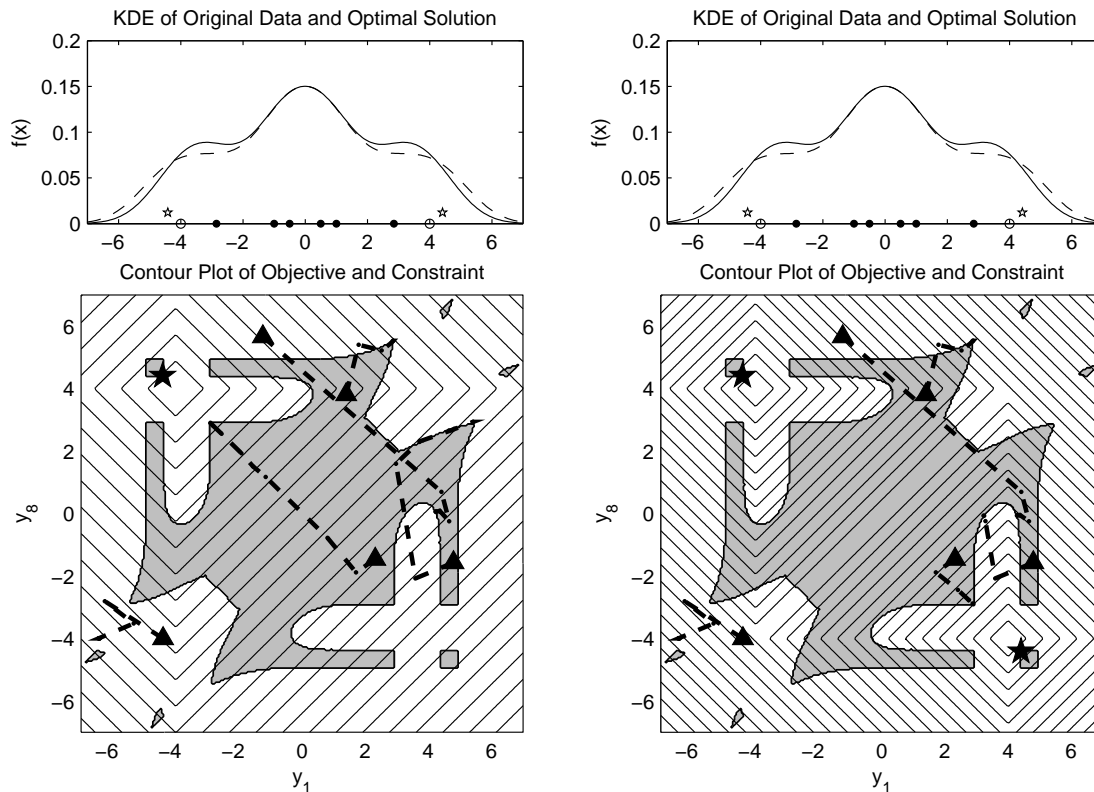 KDE of Original Data and Optimal Solution
0.2
0.15
0.1
0.05
0
f(x)
−6 −4 −2 0 2 4 6
Contour Plot of Objective and Constraint
6
4
2
0
−2
−4
−6
y8
−6 −4 −2 0 2 4 6
y1
KDE of Original Data and Optimal Solution
0.2
0.15
0.1
0.05
0
f(x)
−6 −4 −2 0 2 4 6
Contour Plot of Objective and Constraint
6
4
2
0
−2
−4
−6
y8
−6 −4 −2 0 2 4 6
y1